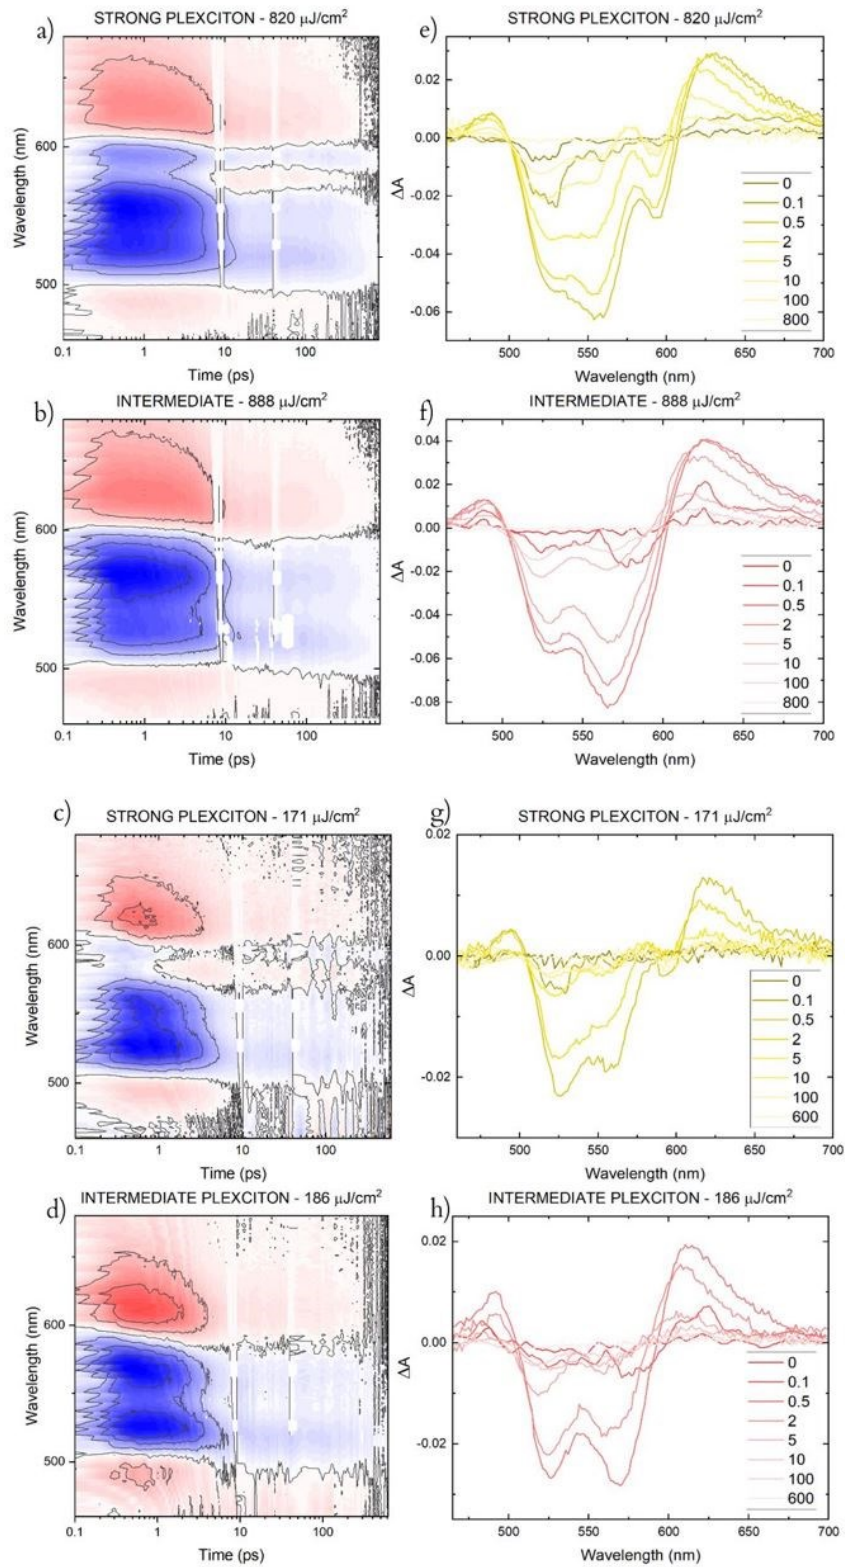 a)
STRONG PLEXCITON - 820 μJ/cm²
Wavelength (nm)
600
500
0.1 1 10 100
Time (ps)
e)
STRONG PLEXCITON - 820 μJ/cm²
ΔA
0.02
0.00
-0.02
-0.04
-0.06
0
0.1
0.5
2
5
10
100
800
500 550 600 650 700
Wavelength (nm)
b)
INTERMEDIATE - 888 μJ/cm²
Wavelength (nm)
600
500
0.1 1 10 100
Time (ps)
f)
INTERMEDIATE - 888 μJ/cm²
ΔA
0.04
0.02
0.00
-0.02
-0.04
-0.06
-0.08
0
0.1
0.5
2
5
10
100
800
500 550 600 650 700
Wavelength (nm)
c)
STRONG PLEXCITON - 171 μJ/cm²
Wavelength (nm)
600
500
0.1 1 10 100
Time (ps)
g)
STRONG PLEXCITON - 171 μJ/cm²
ΔA
0.02
0.00
-0.02
0
0.1
0.5
2
5
10
100
600
500 550 600 650 700
Wavelength (nm)
d)
INTERMEDIATE PLEXCITON - 186 μJ/cm²
Wavelength (nm)
600
500
0.1 1 10 100
Time (ps)
h)
INTERMEDIATE PLEXCITON - 186 μJ/cm²
ΔA
0.02
0.00
-0.02
0
0.1
0.5
2
5
10
100
600
500 550 600 650 700
Wavelength (nm)